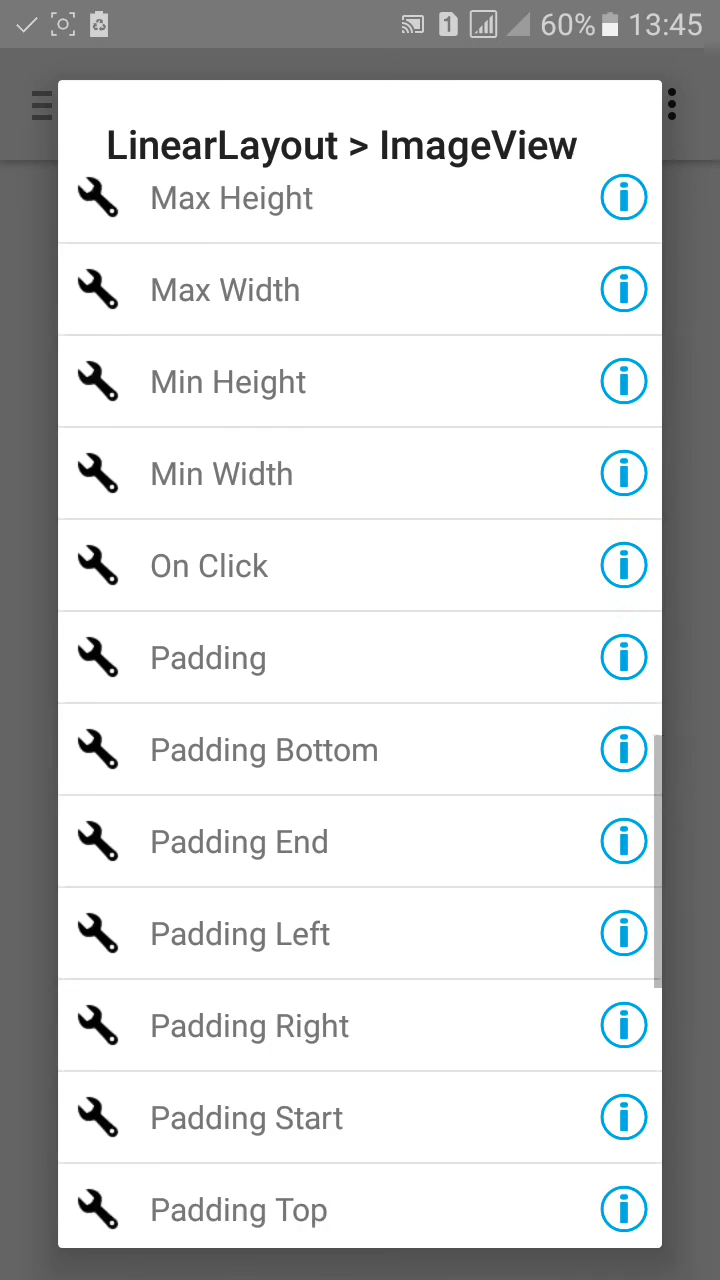 1 60% 13:45
LinearLayout > ImageView
Max Height
Max Width
Min Height
Min Width
On Click
Padding
Padding Bottom
Padding End
Padding Left
Padding Right
Padding Start
Padding Top